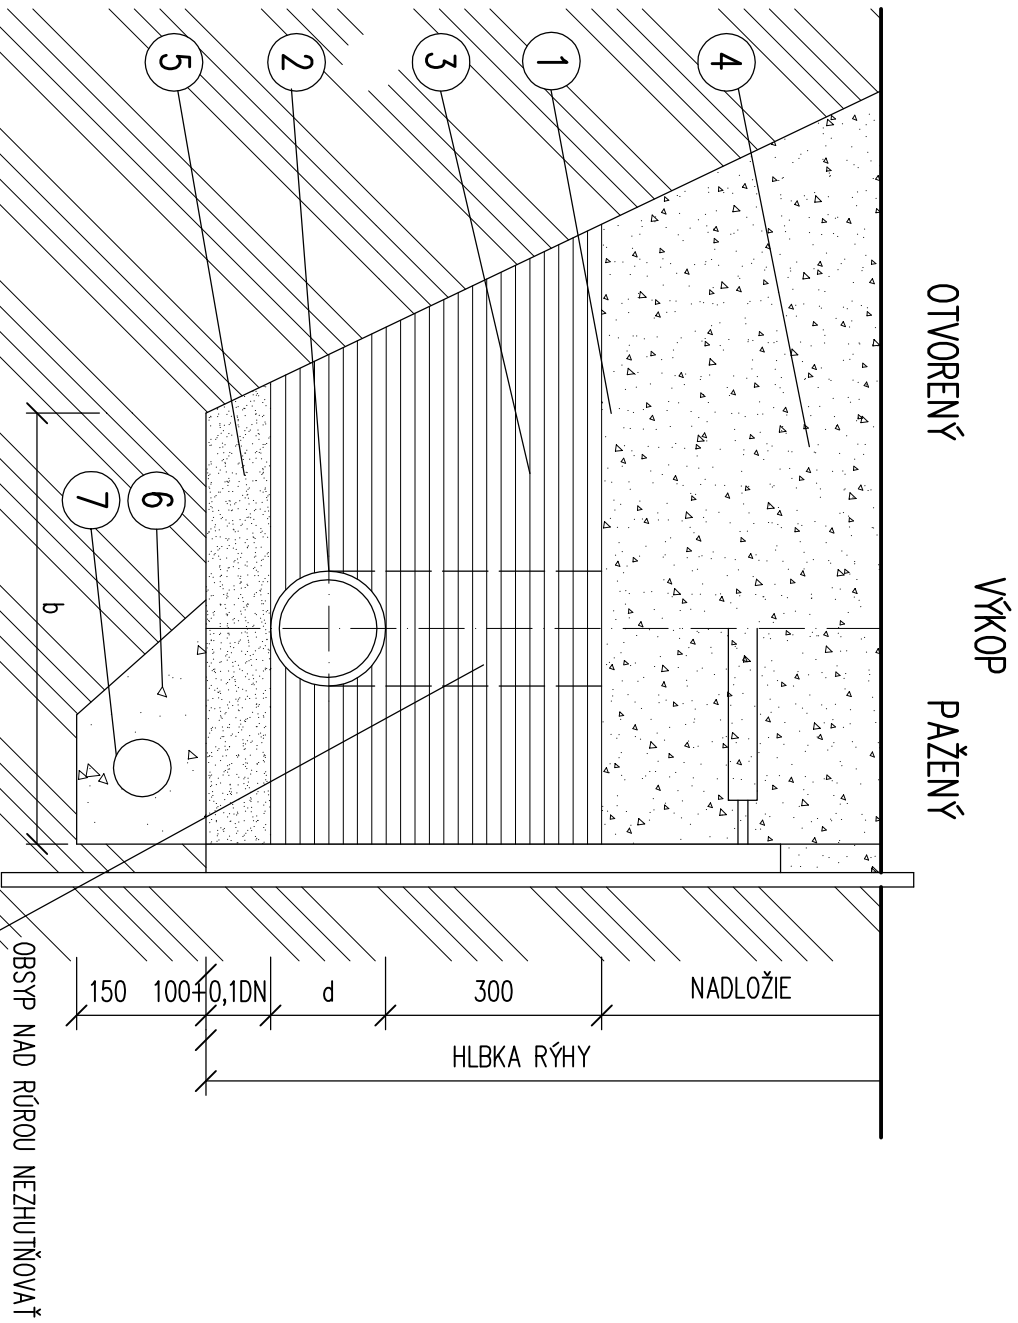 VÝKOP
OTVORENÝ
PAŽENÝ
4
1
3
2
5
6
7
b
NADLOŽIE
300
d
100+0,1DN
150
HLBKA RÝHY
OBSYP NAD RÚROU NEZHUTŇOVAŤ